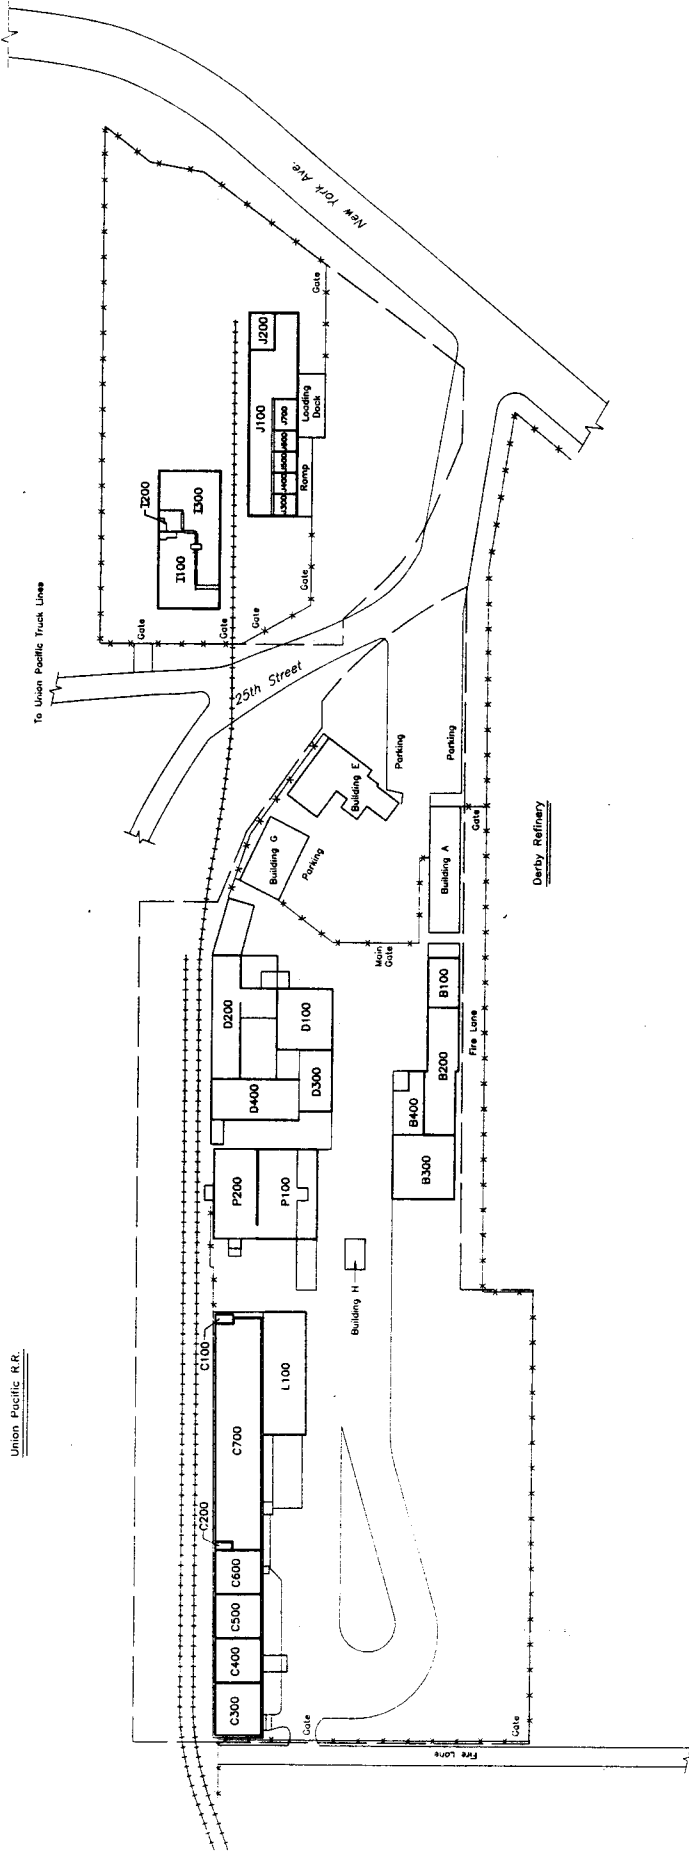 New York Ave.
Gate
J200
J100
J700
J600
J500
J400
J300
Loading
Dock
Ramp
I200
I300
I100
To Union Pacific Truck Lines
Gate
Gate
Gate
Gate
25th Street
Parking
Parking
Building E
Building G
Parking
Building A
Gate
Derby Refinery
Main
Gate
D200
D100
B100
Fire Lane
B200
D400
D300
B400
B300
P200
P100
Building H
Union Pacific R.R.
C100
L100
C700
C200
C600
C500
C400
C300
Gate
Gate
Fire Lane